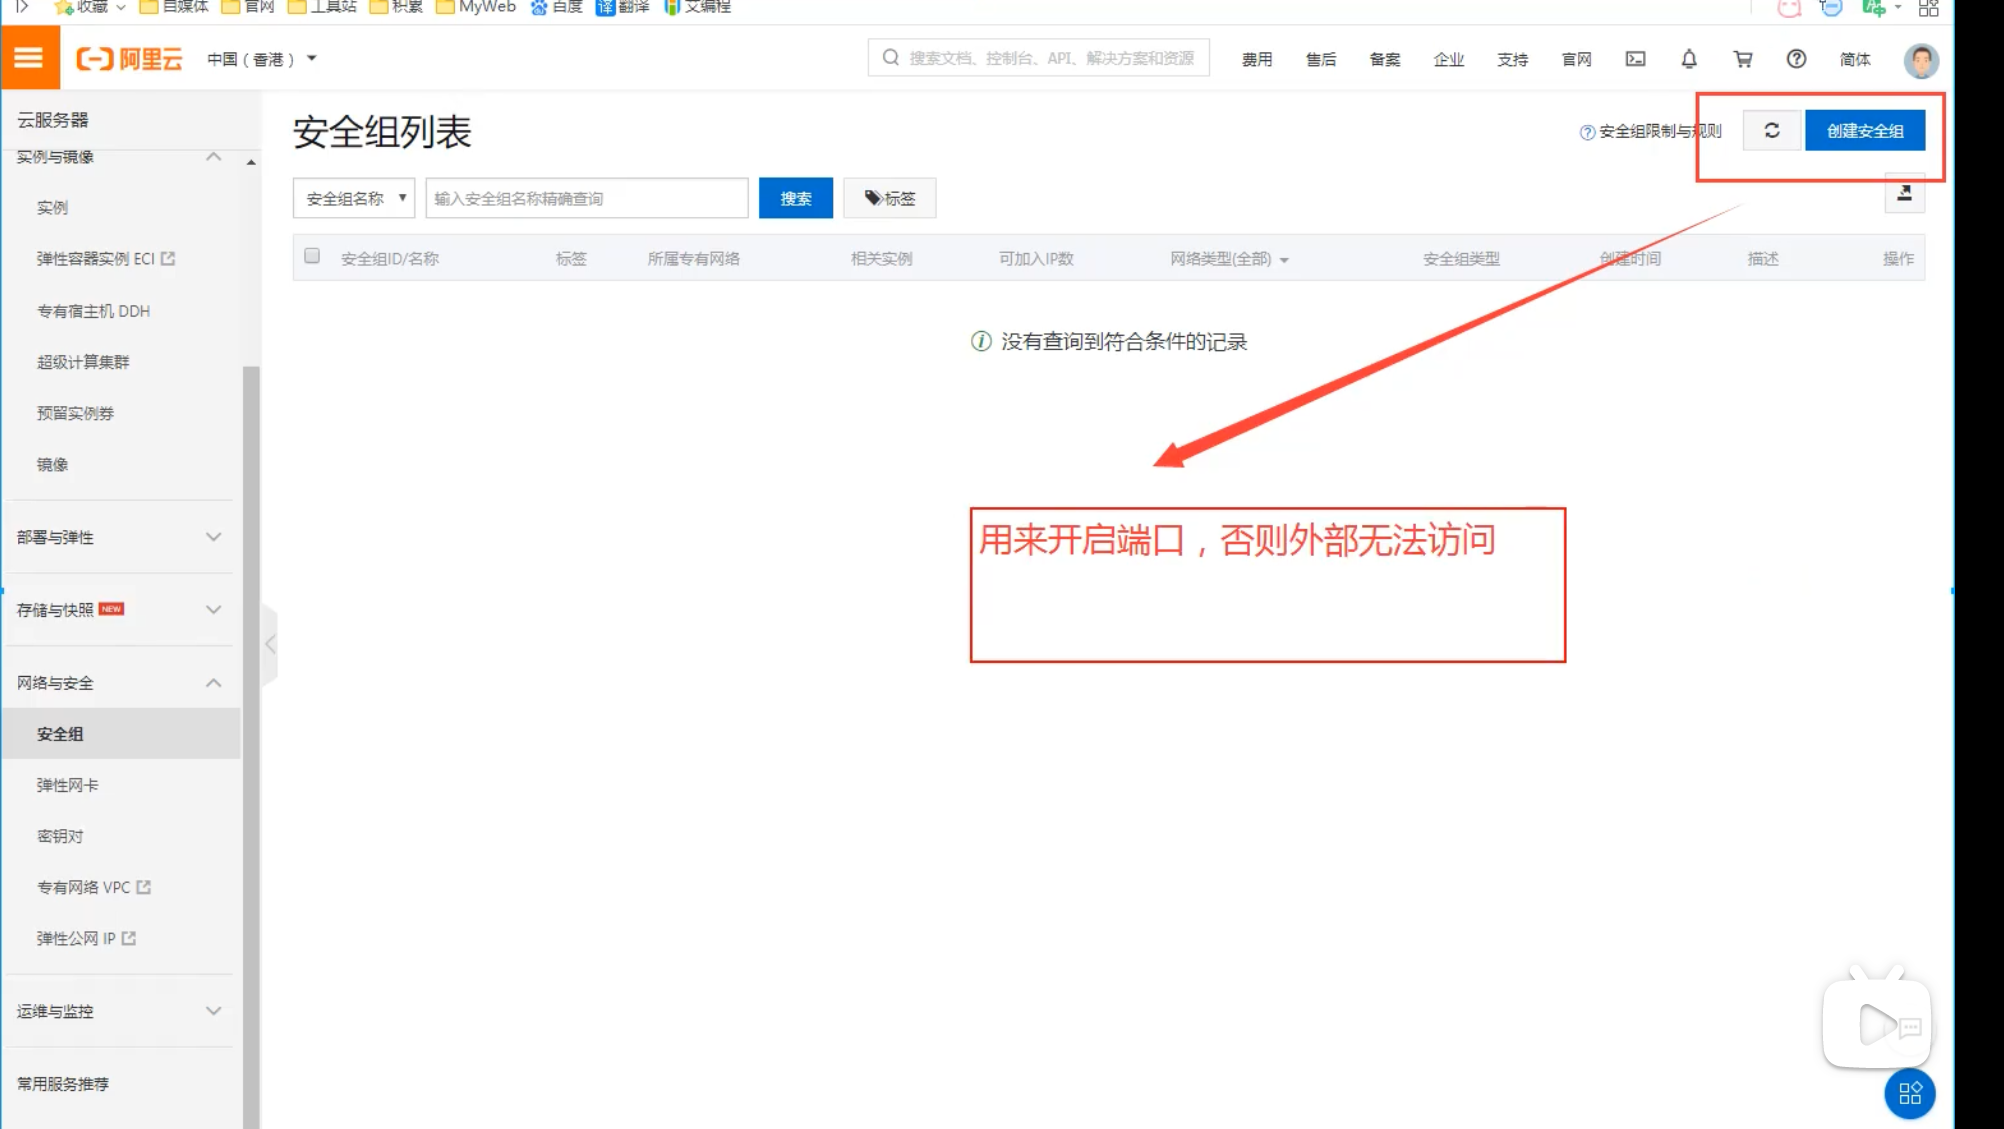 收藏
自媒体
官网
工具站
积累
MyWeb
百度
译 翻译
艾编程
阿里云
中国（香港）
搜索文档、控制台、API、解决方案和资源
费用
售后
备案
企业
支持
官网
简体
云服务器
实例与镜像
实例
弹性容器实例 ECI
专有宿主机 DDH
超级计算集群
预留实例券
镜像
部署与弹性
存储与快照 NEW
网络与安全
安全组
弹性网卡
密钥对
专有网络 VPC
弹性公网 IP
运维与监控
常用服务推荐
安全组列表
安全组限制与规则
创建安全组
安全组名称
输入安全组名称精确查询
搜索
标签
安全组ID/名称
标签
所属专有网络
相关实例
可加入IP数
网络类型(全部)
安全组类型
创建时间
描述
操作
没有查询到符合条件的记录
用来开启端口，否则外部无法访问